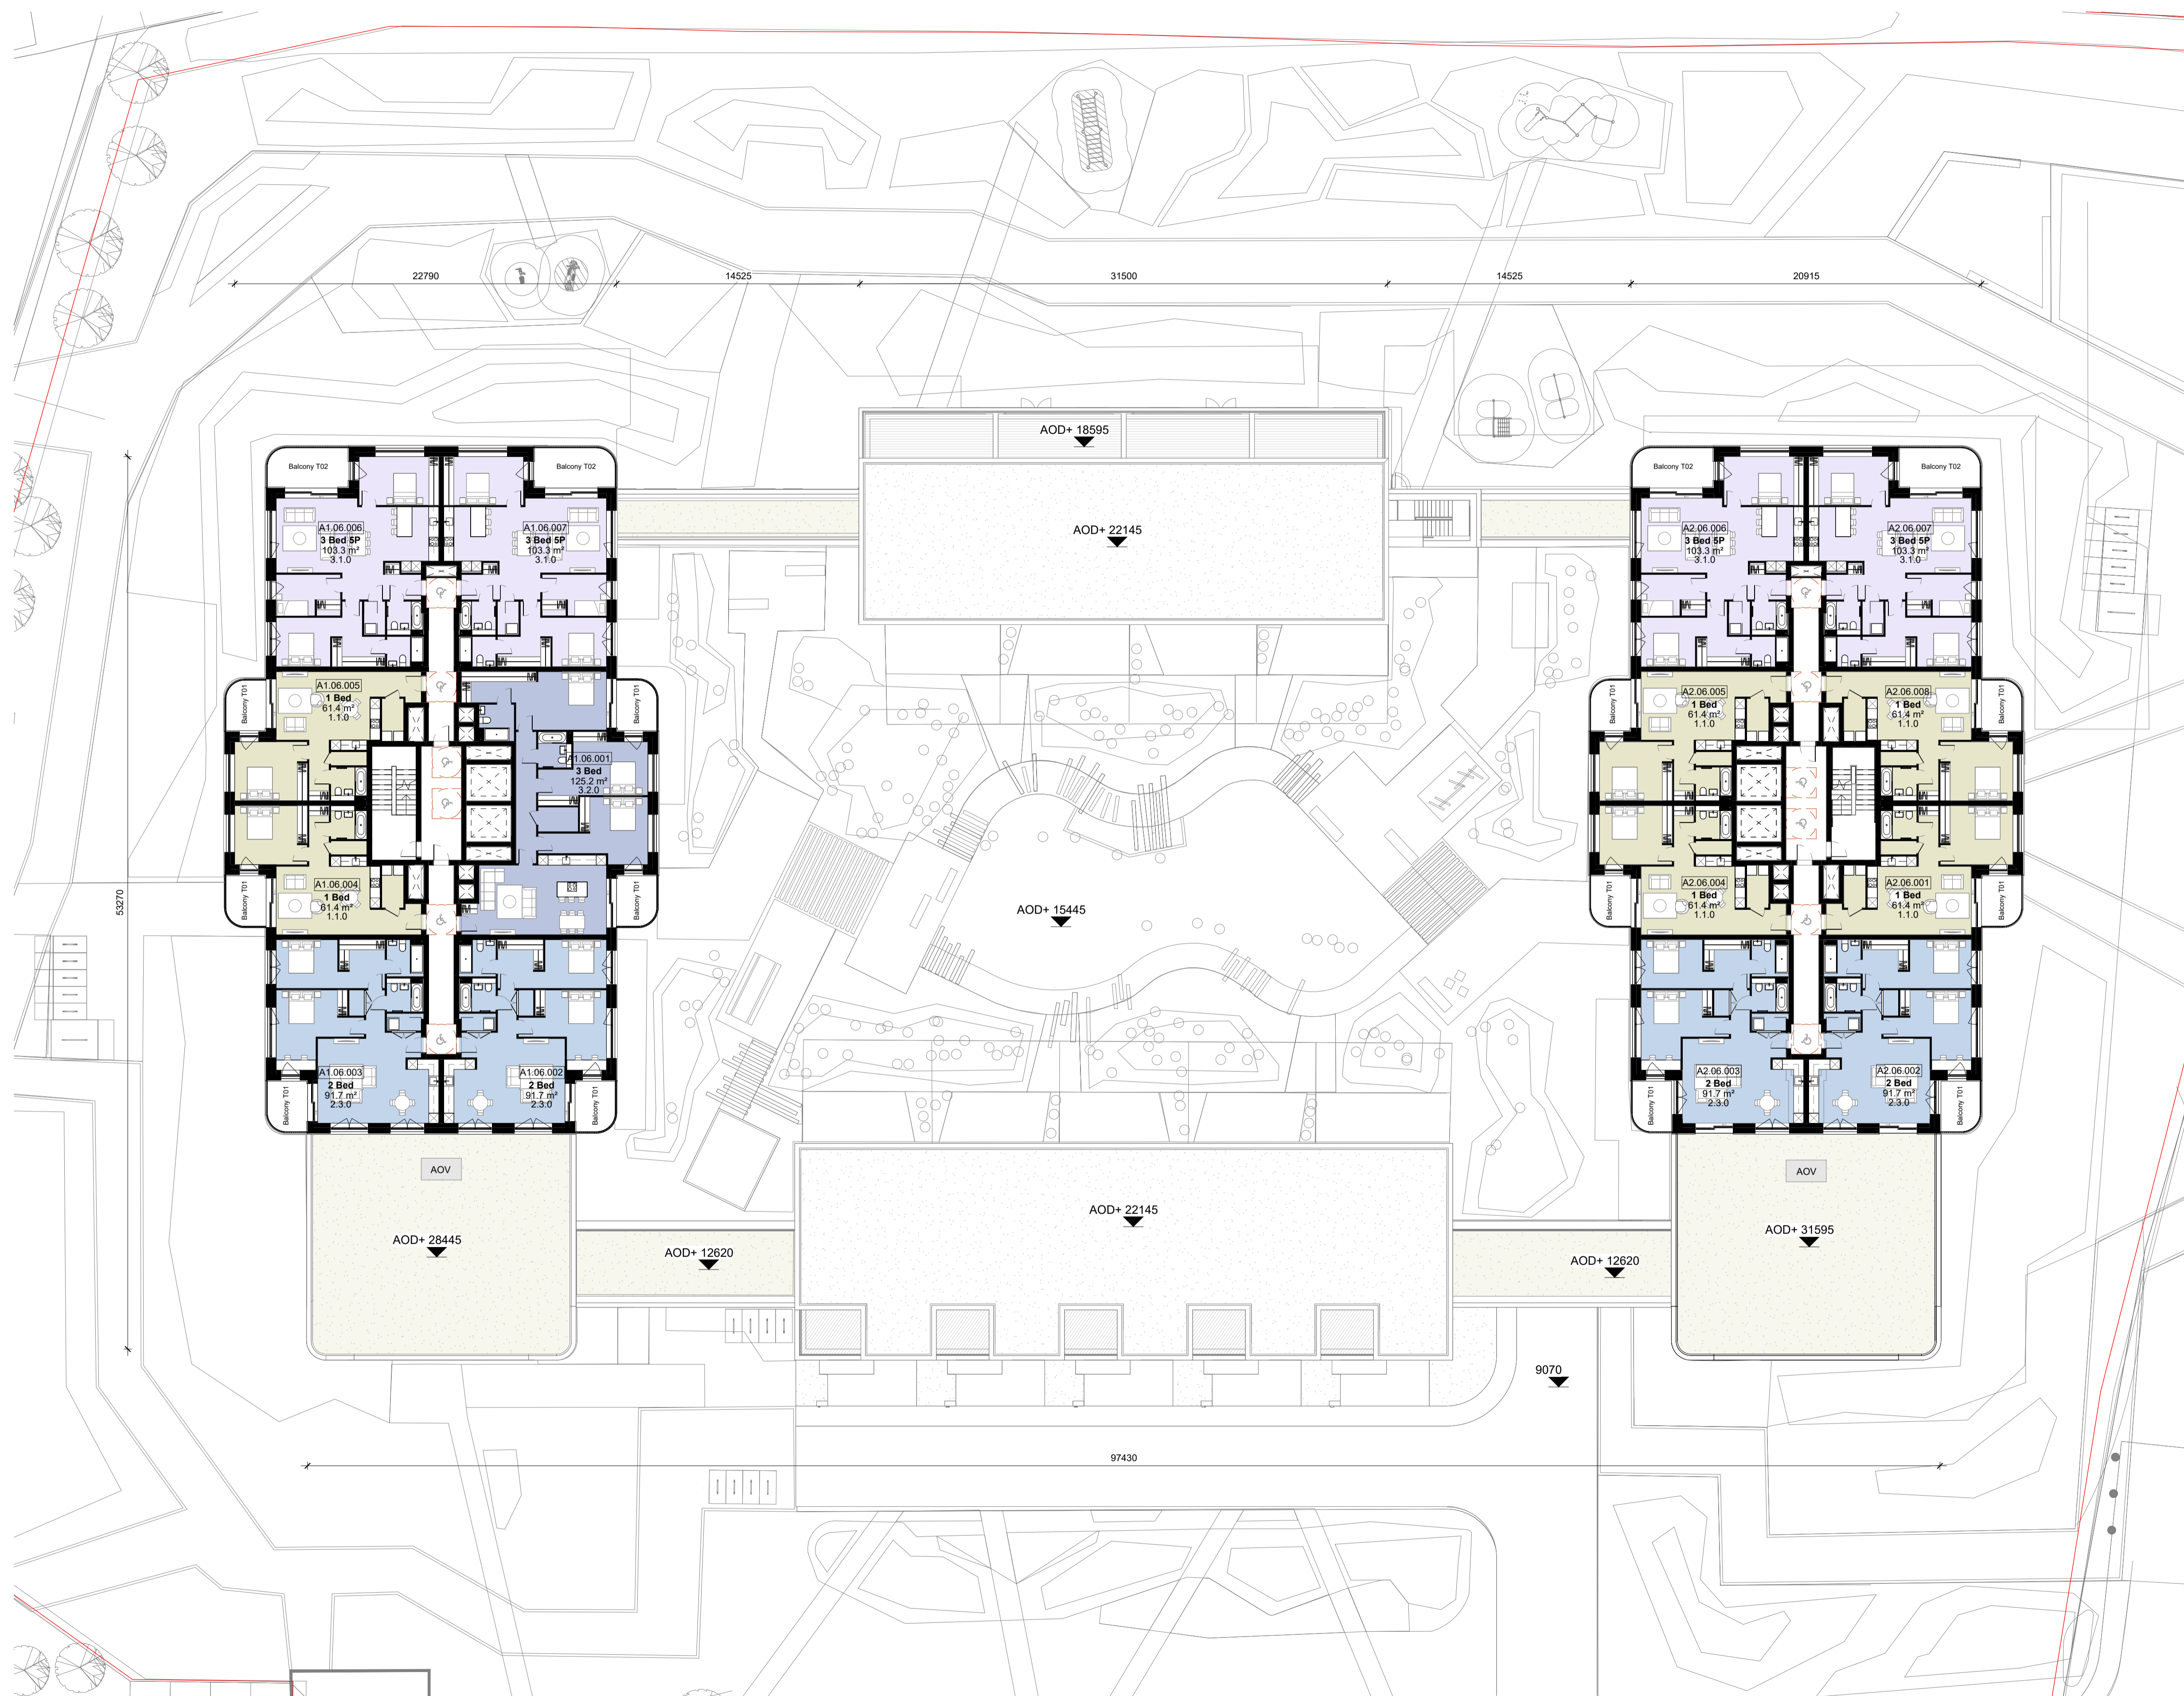 22790
14525
31500
14525
20915
AOD+ 18595
Balcony T02
Balcony T02
Balcony T02
Balcony T02
A1.06.006
3 Bed 5P
103.3 m²
3.1.0
A1.06.007
3 Bed 5P
103.3 m²
3.1.0
AOD+ 22145
A2.06.006
3 Bed 5P
103.3 m²
3.1.0
A2.06.007
3 Bed 5P
103.3 m²
3.1.0
Balcony T01
A1.06.005
1 Bed
61.4 m²
1.1.0
Balcony T01
A1.06.001
3 Bed
125.2 m²
3.2.0
Balcony T01
A2.06.005
1 Bed
61.4 m²
1.1.0
A2.06.008
1 Bed
61.4 m²
1.1.0
Balcony T01
53270
Balcony T01
A1.06.004
1 Bed
61.4 m²
1.1.0
Balcony T01
AOD+ 15445
Balcony T01
A2.06.004
1 Bed
61.4 m²
1.1.0
A2.06.001
1 Bed
61.4 m²
1.1.0
Balcony T01
Balcony T01
A1.06.003
2 Bed
91.7 m²
2.3.0
A1.06.002
2 Bed
91.7 m²
2.3.0
Balcony T01
Balcony T01
A2.06.003
2 Bed
91.7 m²
2.3.0
A2.06.002
2 Bed
91.7 m²
2.3.0
Balcony T01
AOV
AOV
AOD+ 28445
AOD+ 12620
AOD+ 22145
AOD+ 12620
AOD+ 31595
9070
97430